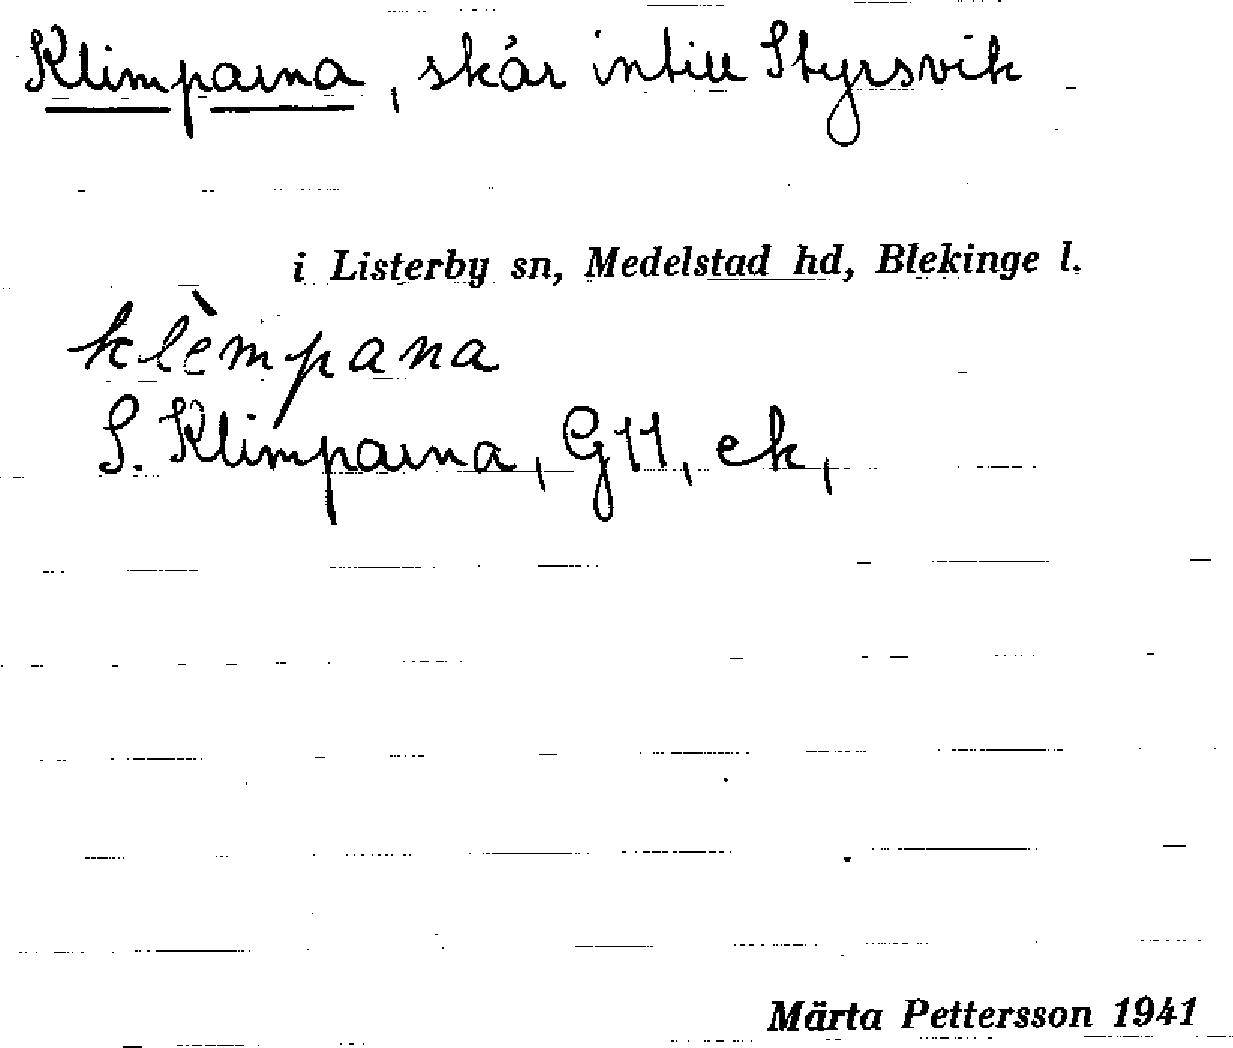 Klimparna, skär intill Styrsvik
i Listerby sn, Medelstad hd, Blekinge l.
klèmpana
S. Klimparna, G11, ek,
Märta Pettersson 1941